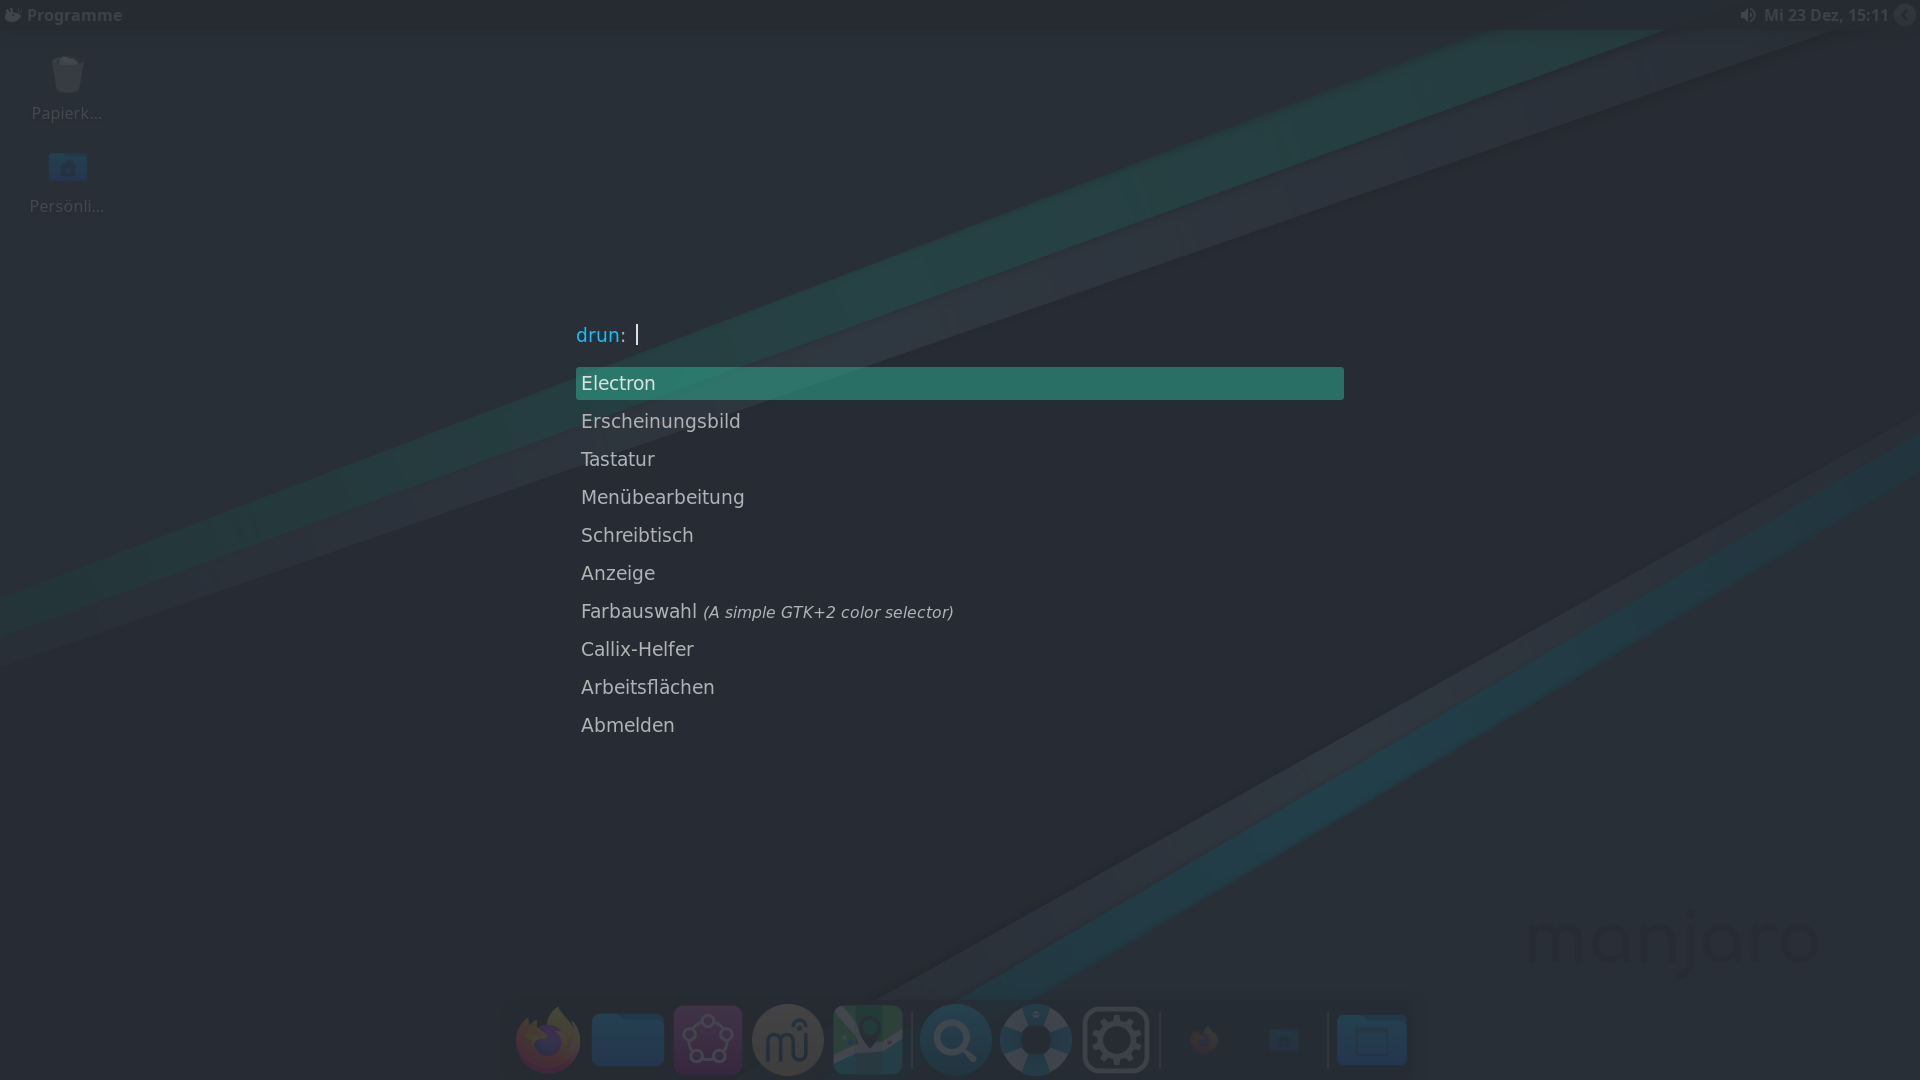 Programme
Mi 23 Dez, 15:11
Papierk...
Persönli...
drun:
Electron
Erscheinungsbild
Tastatur
Menübearbeitung
Schreibtisch
Anzeige
Farbauswahl (A simple GTK+2 color selector)
Callix-Helfer
Arbeitsflächen
Abmelden
manjaro
mi